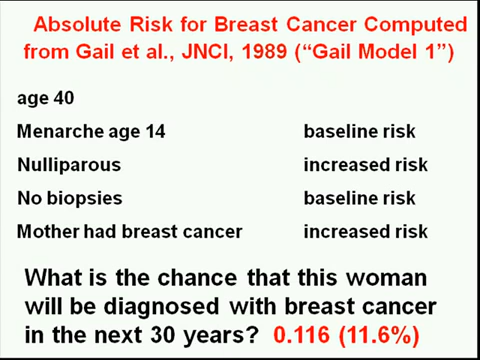 Absolute Risk for Breast Cancer Computed
from Gail et al., JNCI, 1989 (“Gail Model 1”)
age 40
Menarche age 14 baseline risk
Nulliparous increased risk
No biopsies baseline risk
Mother had breast cancer increased risk
What is the chance that this woman
will be diagnosed with breast cancer
in the next 30 years? 0.116 (11.6%)